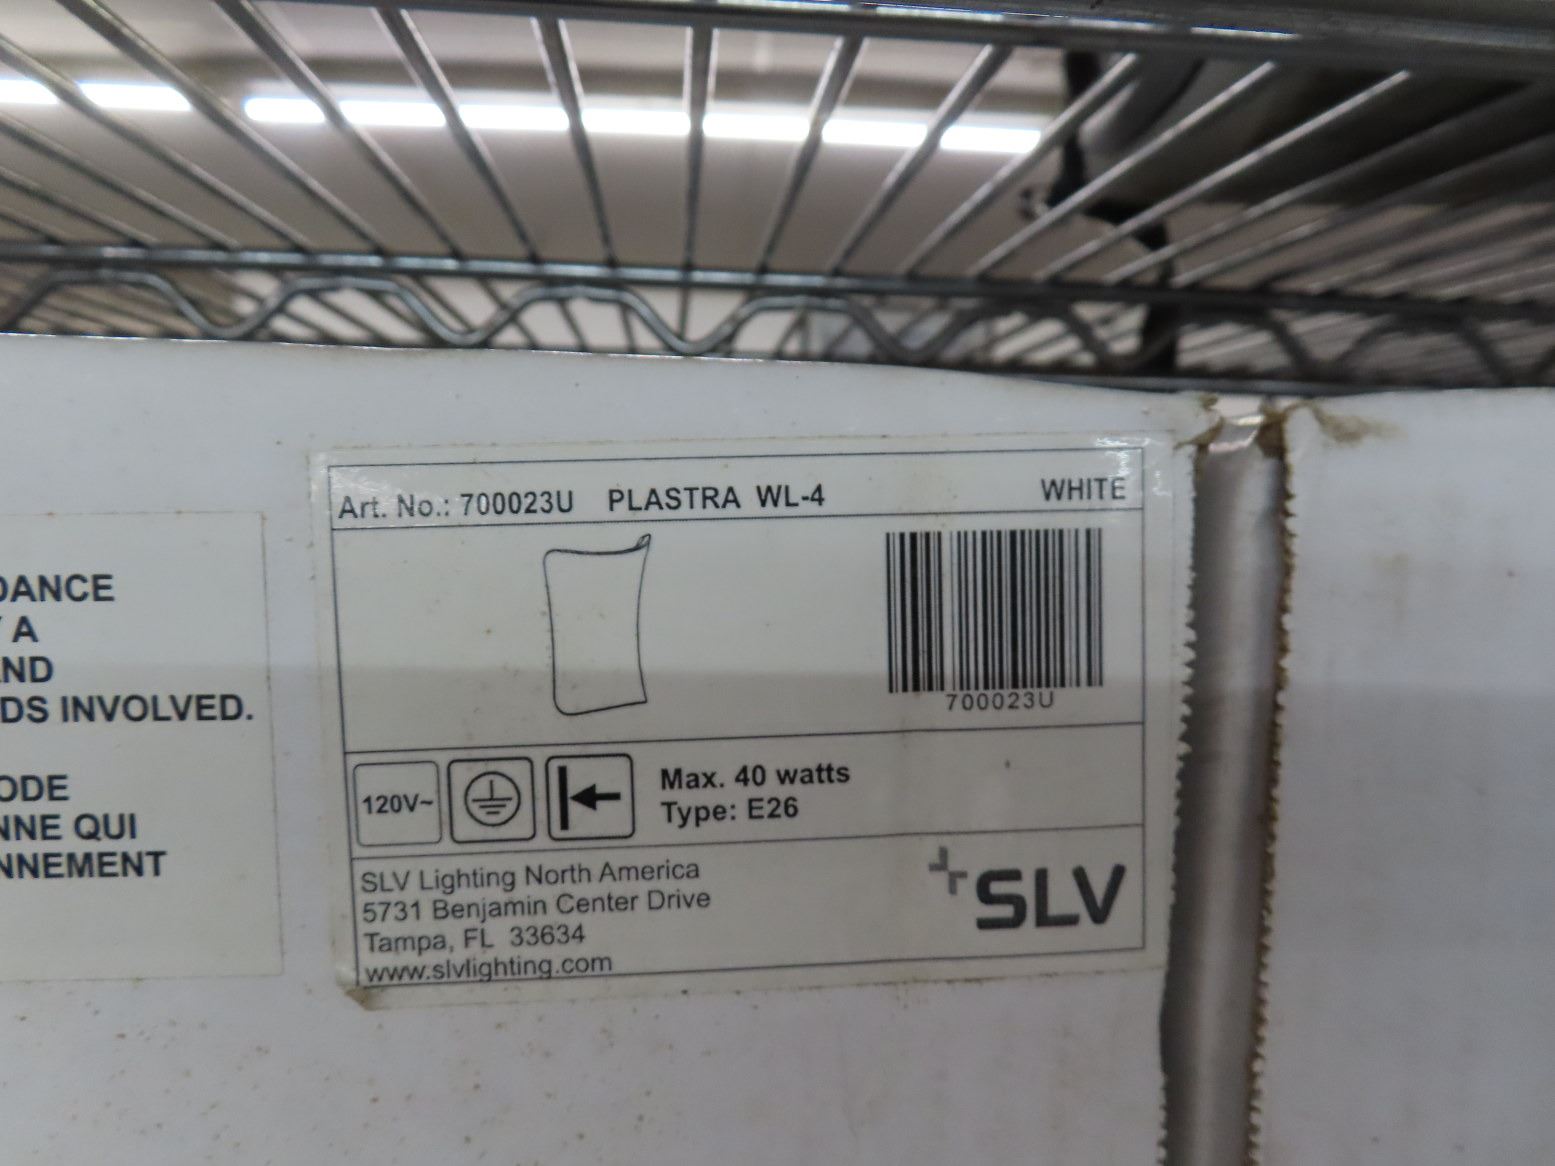 Art. No.: 700023U PLASTRA WL-4 WHITE
700023U
120V~
Max. 40 watts
Type: E26
SLV Lighting North America
5731 Benjamin Center Drive
Tampa, FL 33634
www.slvlighting.com
SLV
DANCE
A
AND
DS INVOLVED.
ODE
NNE QUI
NNEMENT